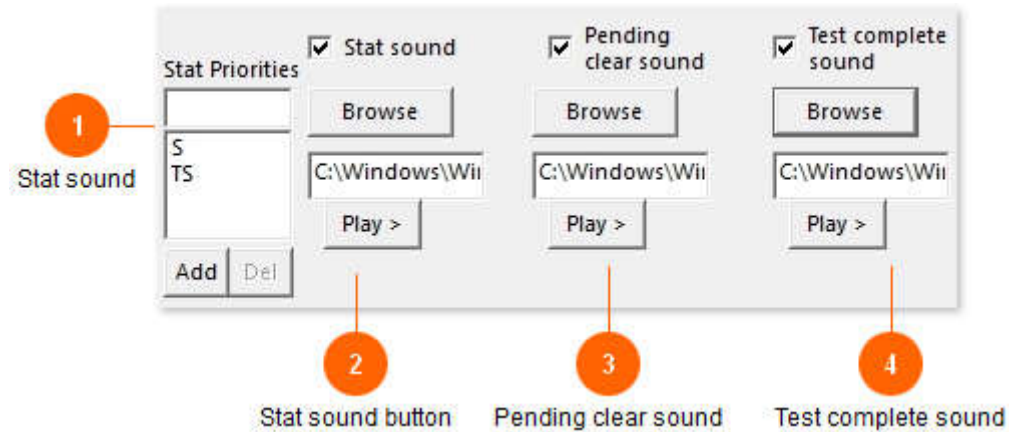 Stat Priorities
Stat sound
Pending
clear sound
Test complete
sound
Browse
Browse
Browse
1
Stat sound
S
TS
C:\Windows\Wi
C:\Windows\Wi
C:\Windows\Wi
Play >
Play >
Play >
Add
Del
2
3
4
Stat sound button
Pending clear sound
Test complete sound